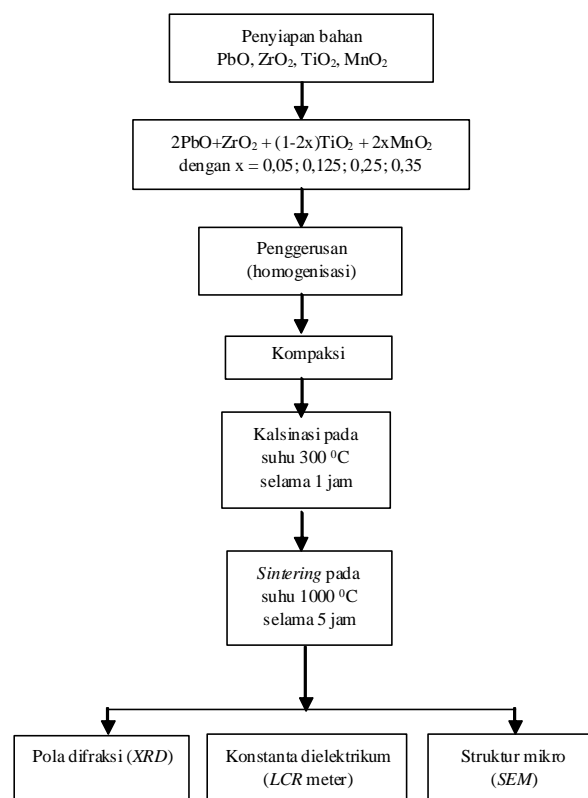 Penyiapan bahan
PbO, ZrO₂, TiO₂, MnO₂
2PbO+ZrO₂ + (1-2x)TiO₂ + 2xMnO₂
dengan x = 0,05; 0,125; 0,25; 0,35
Penggerusan
(homogenisasi)
Kompaksi
Kalsinasi pada
suhu 300 ⁰C
selama 1 jam
Sintering pada
suhu 1000 ⁰C
selama 5 jam
Pola difraksi (XRD)
Konstanta dielektrikum
(LCR meter)
Struktur mikro
(SEM)